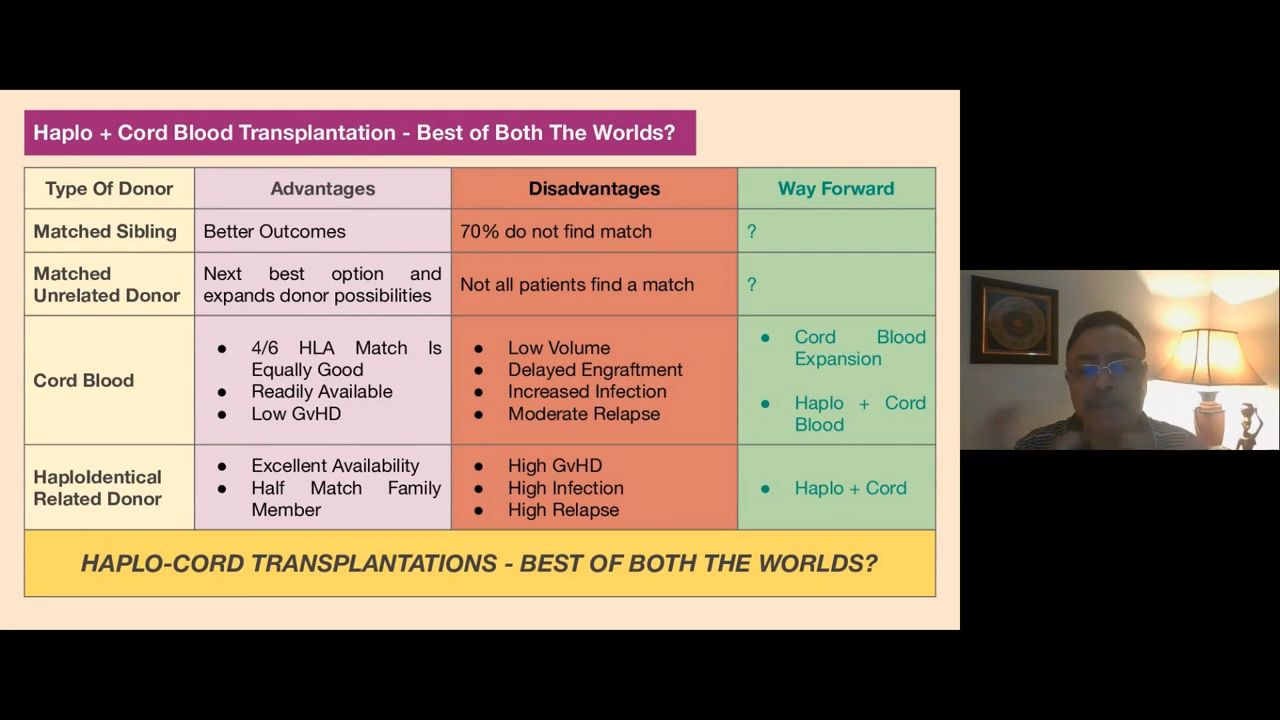 Haplo + Cord Blood Transplantation - Best of Both The Worlds?
Type Of Donor
Advantages
Disadvantages
Way Forward
Matched Sibling
Better Outcomes
70% do not find match
?
Matched
Unrelated Donor
Next best option and
expands donor possibilities
Not all patients find a match
?
Cord Blood
● 4/6 HLA Match Is
Equally Good
● Readily Available
● Low GvHD
● Low Volume
● Delayed Engraftment
● Increased Infection
● Moderate Relapse
● Cord Blood
Expansion
● Haplo + Cord
Blood
HaploIdentical
Related Donor
● Excellent Availability
● Half Match Family
Member
● High GvHD
● High Infection
● High Relapse
● Haplo + Cord
HAPLO-CORD TRANSPLANTATIONS - BEST OF BOTH THE WORLDS?